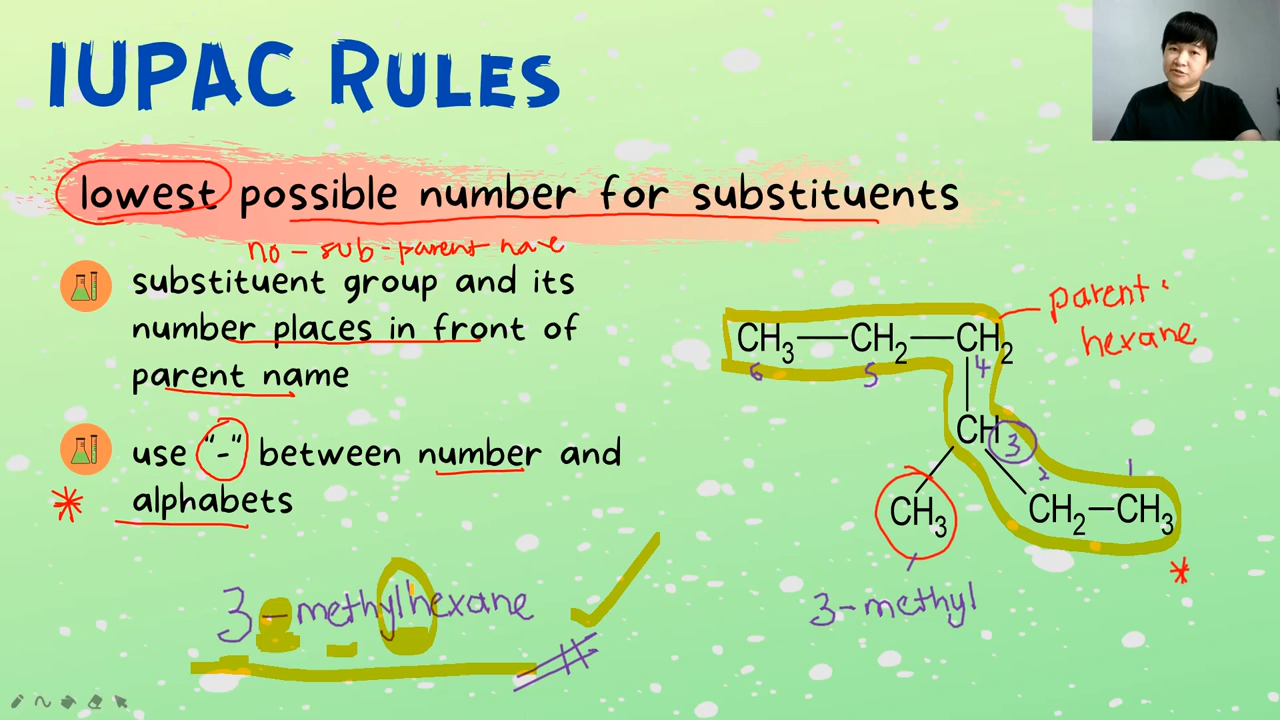 IUPAC RULES
lowest possible number for substituents
no - sub - parent have
substituent group and its
number places in front of
parent name
use "-" between number and
alphabets
3-methylhexane
parent.
hexane
CH3—CH2—CH2
6 5 4
CH 3
2 1
CH3 CH2—CH3
3-methyl